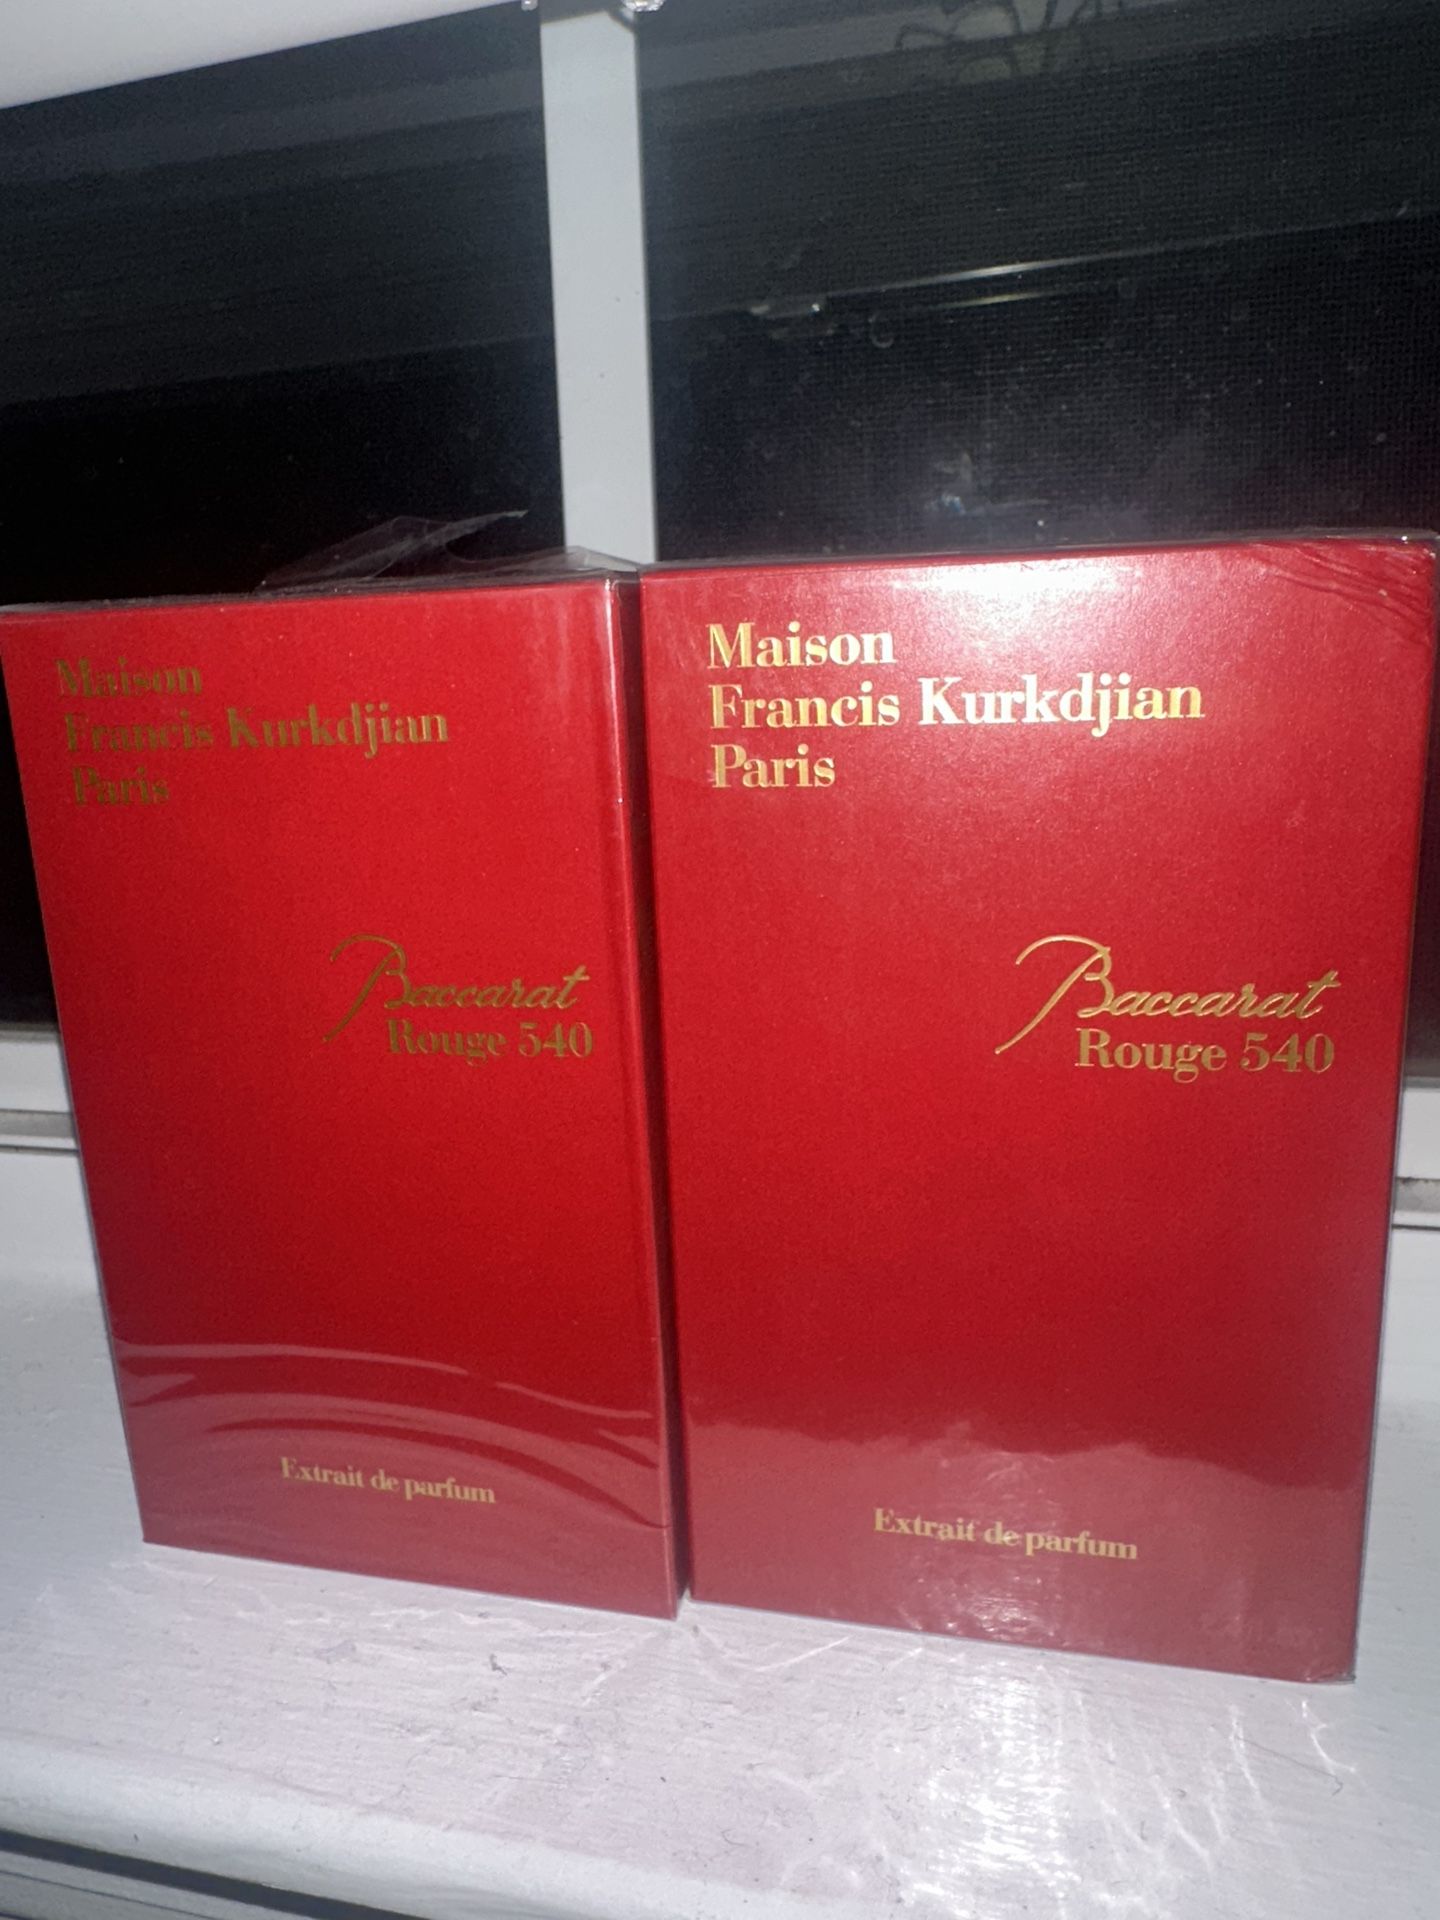 Maison
Francis Kurkdjian
Paris
Baccarat
Rouge 540
Extrait de parfum
Maison
Francis Kurkdjian
Paris
Baccarat
Rouge 540
Extrait de parfum